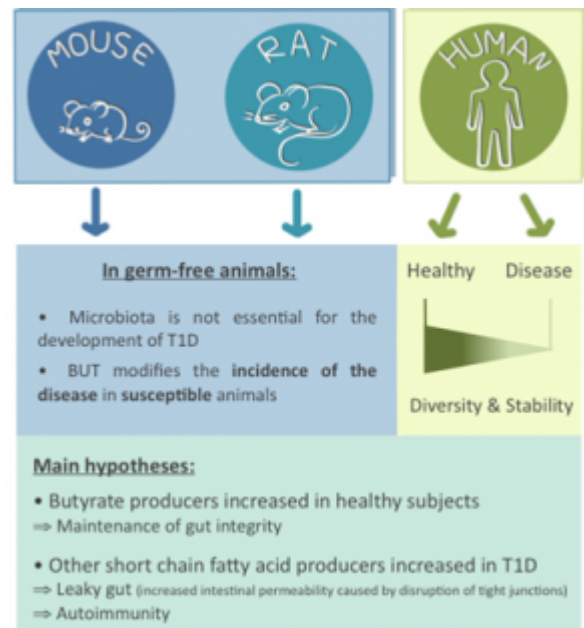 MOUSE
RAT
HUMAN
In germ-free animals:
• Microbiota is not essential for the
development of T1D
• BUT modifies the incidence of the
disease in susceptible animals
Healthy Disease
Diversity & Stability
Main hypotheses:
• Butyrate producers increased in healthy subjects
⇒ Maintenance of gut integrity
• Other short chain fatty acid producers increased in T1D
⇒ Leaky gut (increased intestinal permeability caused by disruption of tight junctions)
⇒ Autoimmunity